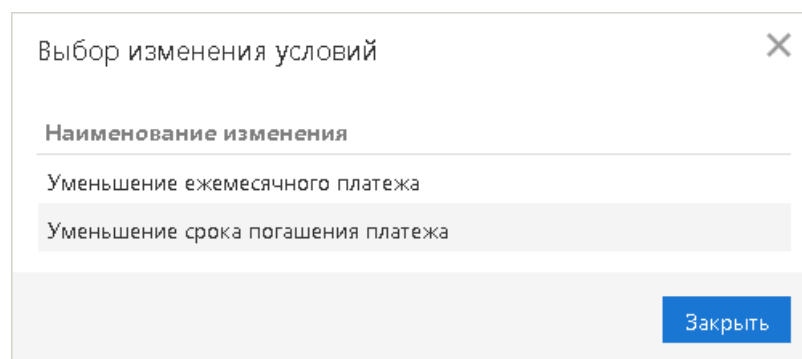 Выбор изменения условий
Наименование изменения
Уменьшение ежемесячного платежа
Уменьшение срока погашения платежа
Закрыть